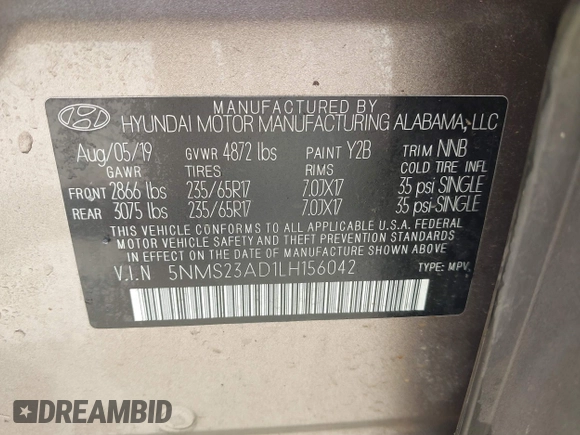 MANUFACTURED BY
HYUNDAI MOTOR MANUFACTURING ALABAMA, LLC
Aug/05/19 GVWR 4872 lbs PAINT Y2B TRIM NNB
GAWR TIRES RIMS COLD TIRE INFL
FRONT 2866 lbs 235/65R17 7.0JX17 35 psi-SINGLE
REAR 3075 lbs 235/65R17 7.0JX17 35 psi-SINGLE
THIS VEHICLE CONFORMS TO ALL APPLICABLE U.S.A. FEDERAL
MOTOR VEHICLE SAFETY BUMPER AND THEFT PREVENTION
STANDARDS IN EFFECT ON THE DATE OF MANUFACTURE SHOWN ABOVE
V.I.N 5NMS23AD1LH156042 TYPE: MPV
DREAMBID